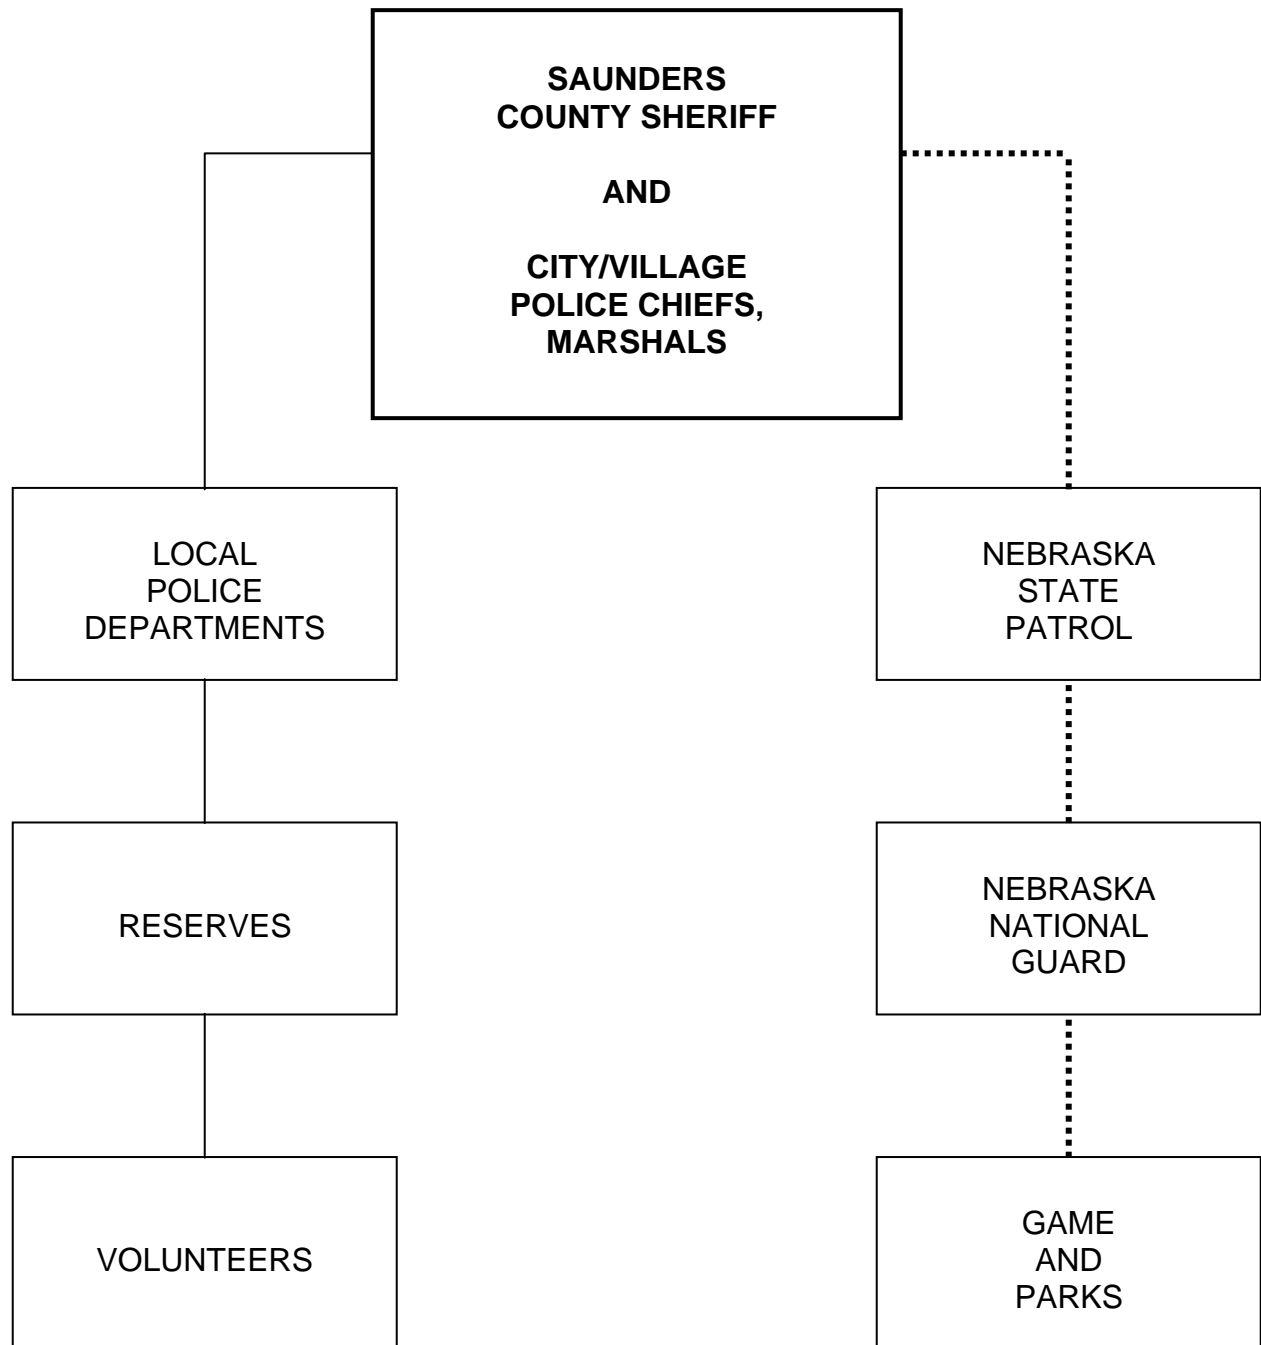 SAUNDERS
COUNTY SHERIFF
AND
CITY/VILLAGE
POLICE CHIEFS,
MARSHALS
LOCAL
POLICE
DEPARTMENTS
NEBRASKA
STATE
PATROL
RESERVES
NEBRASKA
NATIONAL
GUARD
VOLUNTEERS
GAME
AND
PARKS